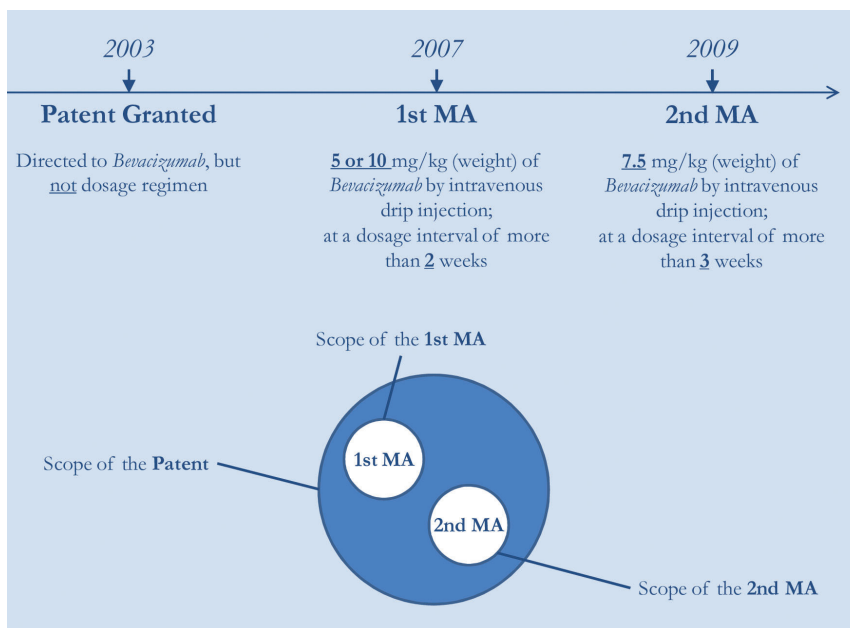 2003
2007
2009
Patent Granted
1st MA
2nd MA
Directed to Bevacizumab, but
not dosage regimen
5 or 10 mg/kg (weight) of
Bevacizumab by intravenous
drip injection;
at a dosage interval of more
than 2 weeks
7.5 mg/kg (weight) of
Bevacizumab by intravenous
drip injection;
at a dosage interval of more
than 3 weeks
Scope of the 1st MA
1st MA
Scope of the Patent
2nd MA
Scope of the 2nd MA